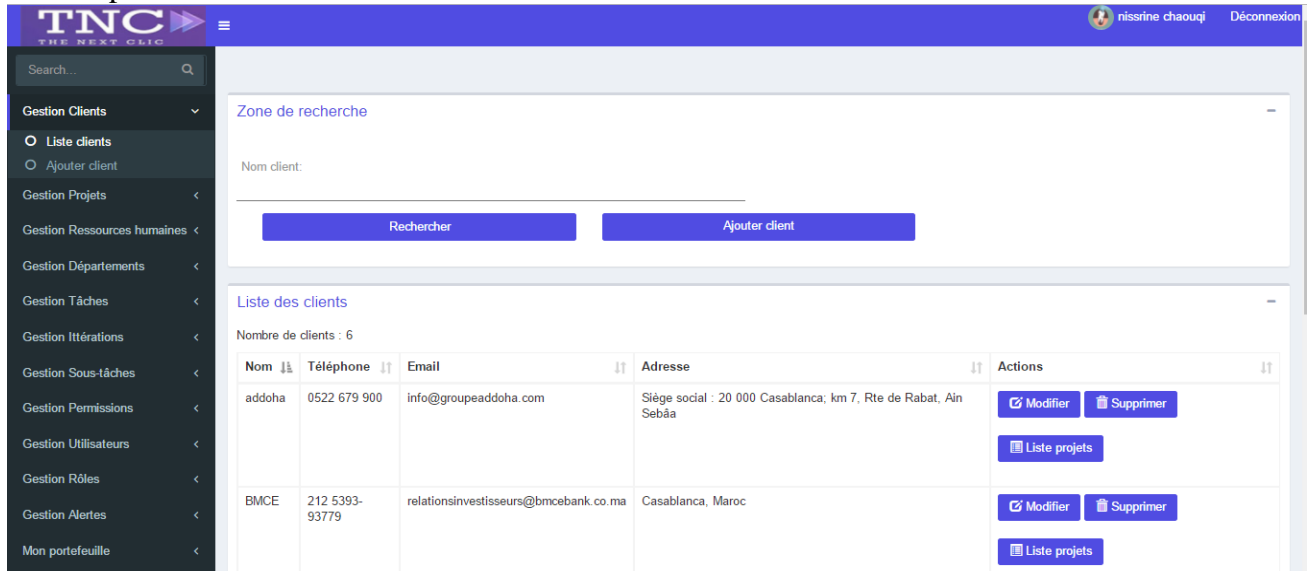 TNC
THE NEXT CLIC
nissrine chaouqi Déconnexion
Search...
Gestion Clients
Liste clients
Ajouter client
Gestion Projets
Gestion Ressources humaines
Gestion Départements
Gestion Tâches
Gestion Ittérations
Gestion Sous-tâches
Gestion Permissions
Gestion Utilisateurs
Gestion Rôles
Gestion Alertes
Mon portefeuille
Zone de recherche
Nom client:
Rechercher Ajouter client
Liste des clients
Nombre de clients : 6
Nom Téléphone Email Adresse Actions
addoha 0522 679 900 info@groupeaddoha.com Siège social : 20 000 Casablanca; km 7, Rte de Rabat, Ain
Sebâa
Modifier Supprimer
Liste projets
BMCE 212 5393- relationsinvestisseurs@bmcebank.co.ma Casablanca, Maroc
93779
Modifier Supprimer
Liste projets